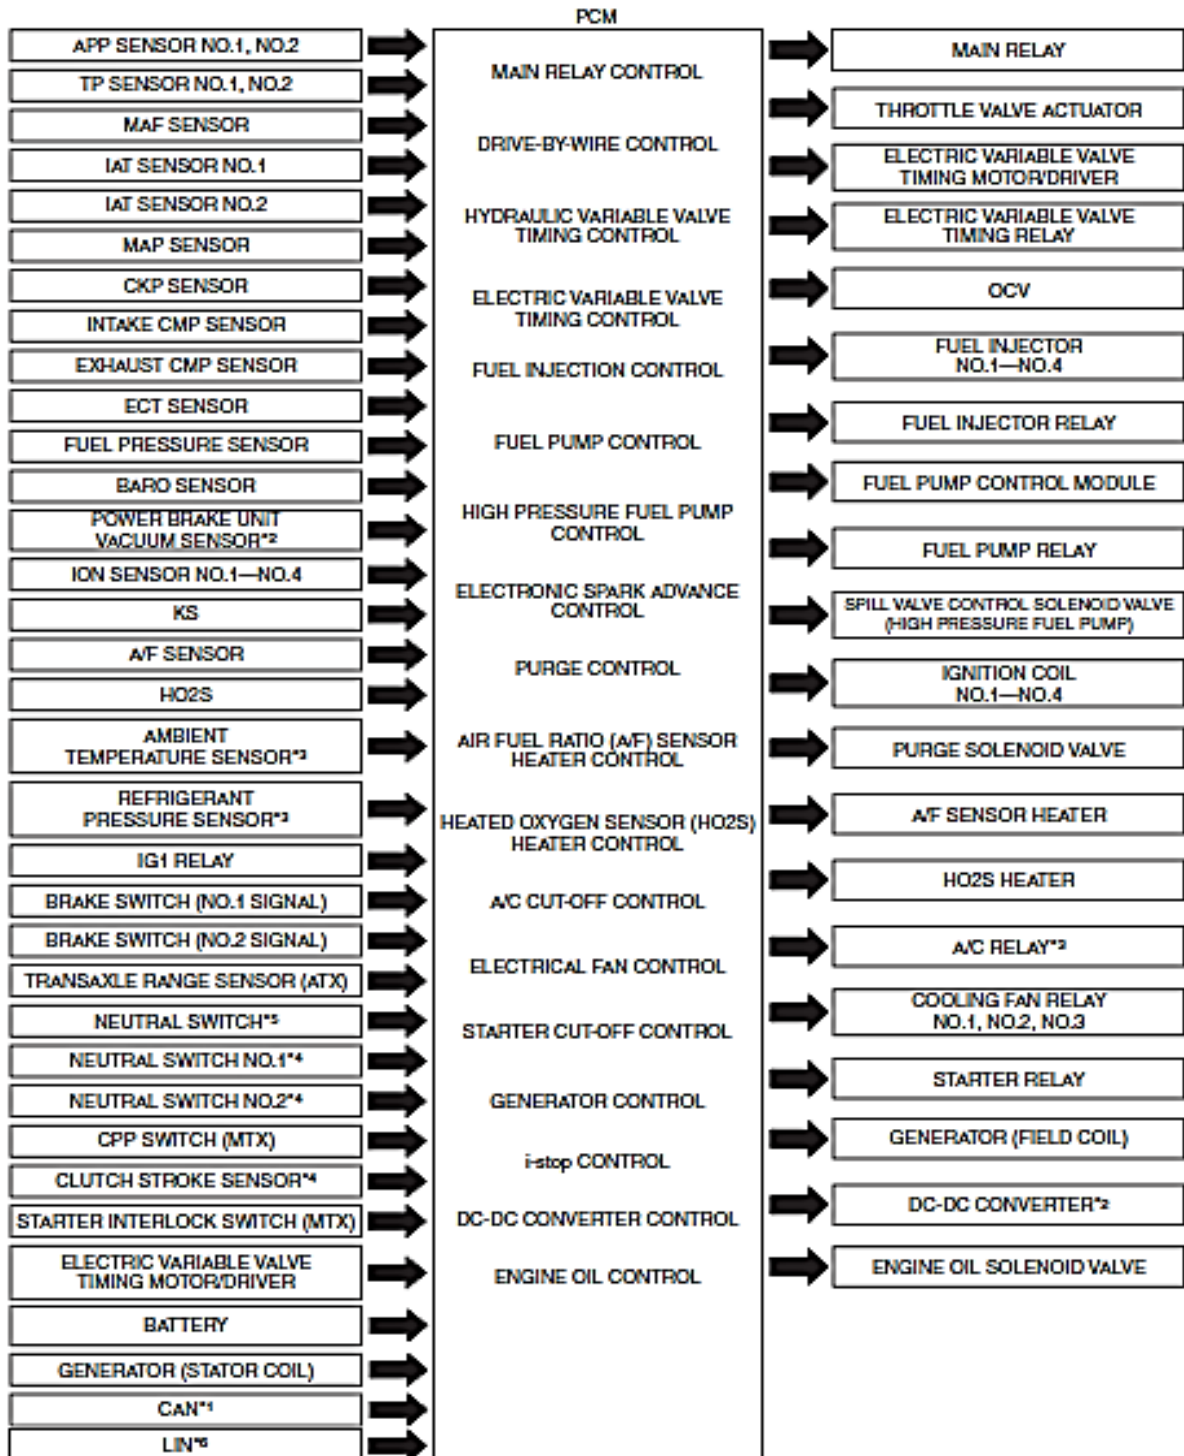 PCM
APP SENSOR NO.1, NO.2
TP SENSOR NO.1, NO.2
MAF SENSOR
IAT SENSOR NO.1
IAT SENSOR NO.2
MAP SENSOR
CKP SENSOR
INTAKE CMP SENSOR
EXHAUST CMP SENSOR
ECT SENSOR
FUEL PRESSURE SENSOR
BARO SENSOR
POWER BRAKE UNIT
VACUUM SENSOR*2
ION SENSOR NO.1—NO.4
KS
A/F SENSOR
HO2S
AMBIENT
TEMPERATURE SENSOR*3
REFRIGERANT
PRESSURE SENSOR*3
IG1 RELAY
BRAKE SWITCH (NO.1 SIGNAL)
BRAKE SWITCH (NO.2 SIGNAL)
TRANSAXLE RANGE SENSOR (ATX)
NEUTRAL SWITCH*5
NEUTRAL SWITCH NO.1*4
NEUTRAL SWITCH NO.2*4
CPP SWITCH (MTX)
CLUTCH STROKE SENSOR*4
STARTER INTERLOCK SWITCH (MTX)
ELECTRIC VARIABLE VALVE
TIMING MOTOR/DRIVER
BATTERY
GENERATOR (STATOR COIL)
CAN*1
LIN*6
MAIN RELAY CONTROL
DRIVE-BY-WIRE CONTROL
HYDRAULIC VARIABLE VALVE
TIMING CONTROL
ELECTRIC VARIABLE VALVE
TIMING CONTROL
FUEL INJECTION CONTROL
FUEL PUMP CONTROL
HIGH PRESSURE FUEL PUMP
CONTROL
ELECTRONIC SPARK ADVANCE
CONTROL
PURGE CONTROL
AIR FUEL RATIO (A/F) SENSOR
HEATER CONTROL
HEATED OXYGEN SENSOR (HO2S)
HEATER CONTROL
A/C CUT-OFF CONTROL
ELECTRICAL FAN CONTROL
STARTER CUT-OFF CONTROL
GENERATOR CONTROL
i-stop CONTROL
DC-DC CONVERTER CONTROL
ENGINE OIL CONTROL
MAIN RELAY
THROTTLE VALVE ACTUATOR
ELECTRIC VARIABLE VALVE
TIMING MOTOR/DRIVER
ELECTRIC VARIABLE VALVE
TIMING RELAY
OCV
FUEL INJECTOR
NO.1—NO.4
FUEL INJECTOR RELAY
FUEL PUMP CONTROL MODULE
FUEL PUMP RELAY
SPILL VALVE CONTROL SOLENOID VALVE
(HIGH PRESSURE FUEL PUMP)
IGNITION COIL
NO.1—NO.4
PURGE SOLENOID VALVE
A/F SENSOR HEATER
HO2S HEATER
A/C RELAY*3
COOLING FAN RELAY
NO.1, NO.2, NO.3
STARTER RELAY
GENERATOR (FIELD COIL)
DC-DC CONVERTER*2
ENGINE OIL SOLENOID VALVE